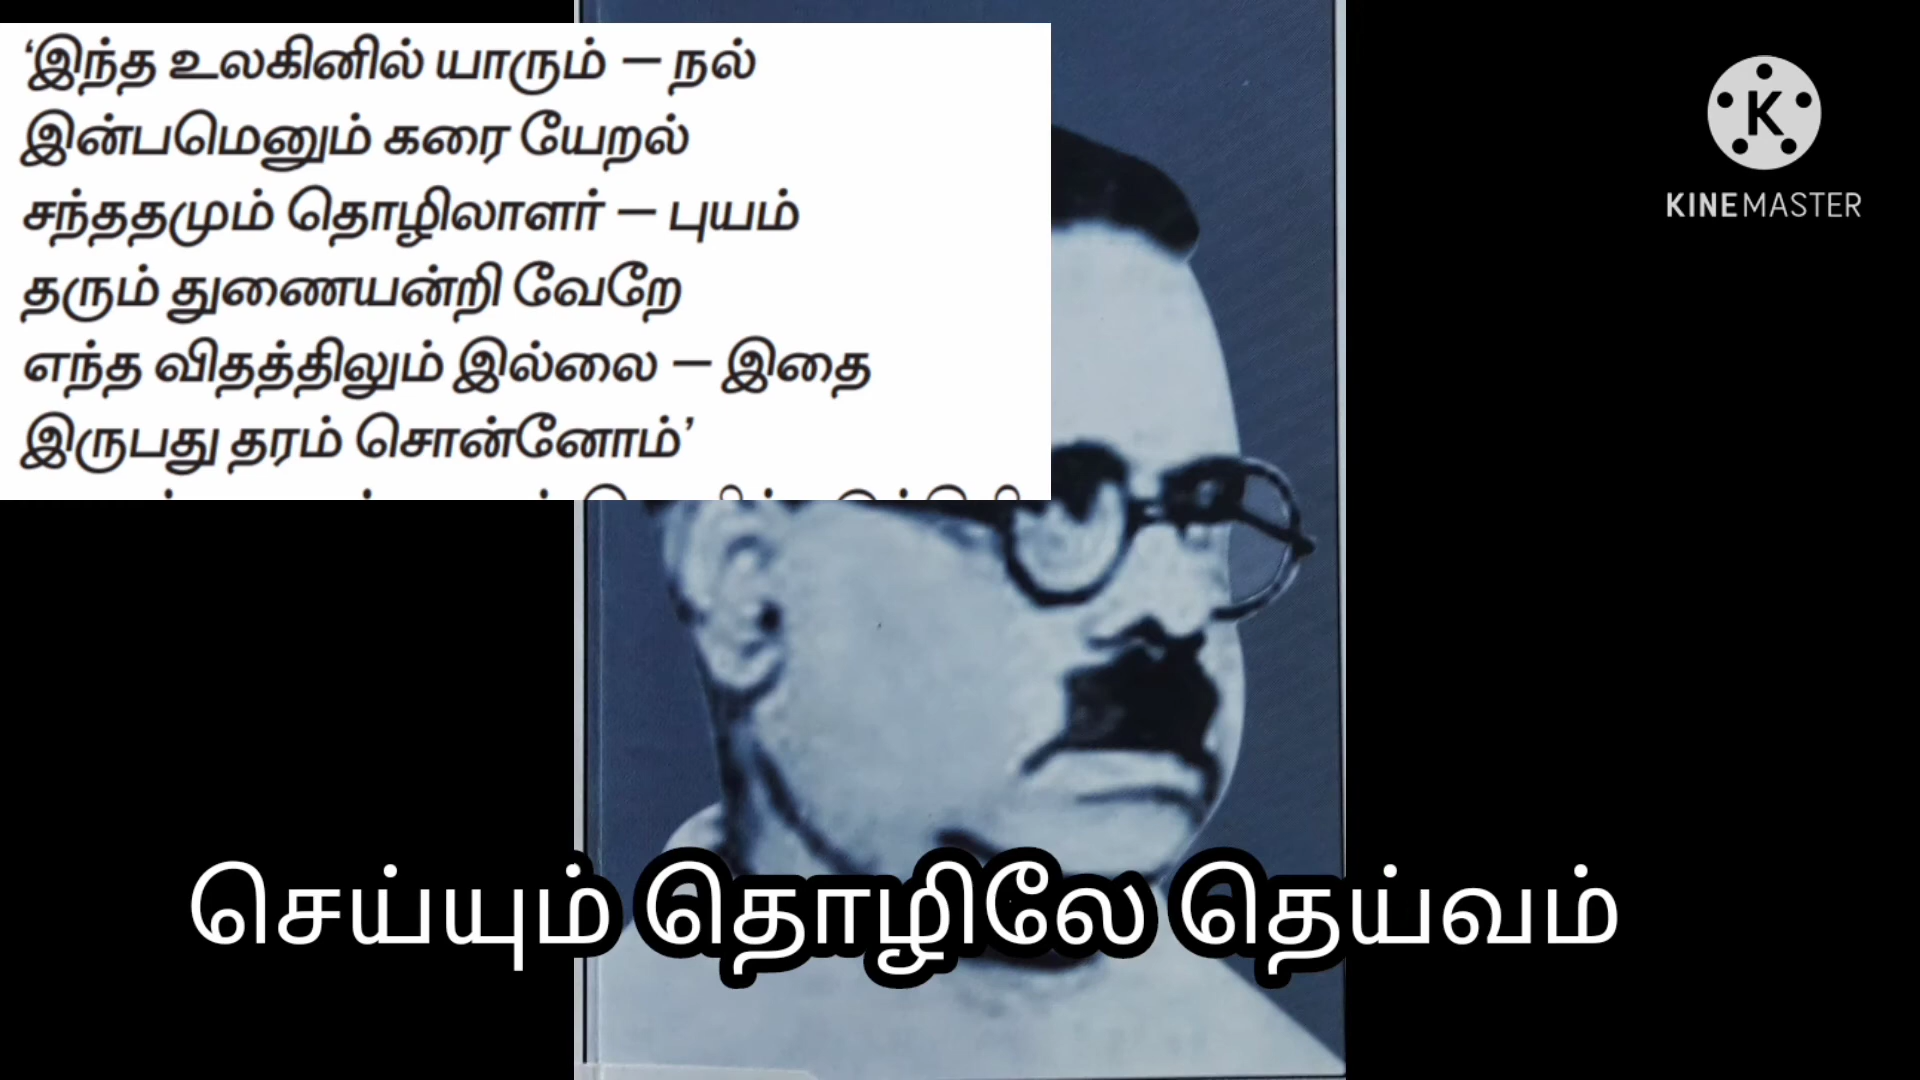 ‘இந்த உலகினில் யாரும் – நல்
இன்பமெனும் கரை யேறல்
சந்ததமும் தொழிலாளர் – புயம்
தரும் துணையன்றி வேறே
எந்த விதத்திலும் இல்லை – இதை
இருபது தரம் சொன்னோம்’
KINEMASTER
செய்யும் தொழிலே தெய்வம்